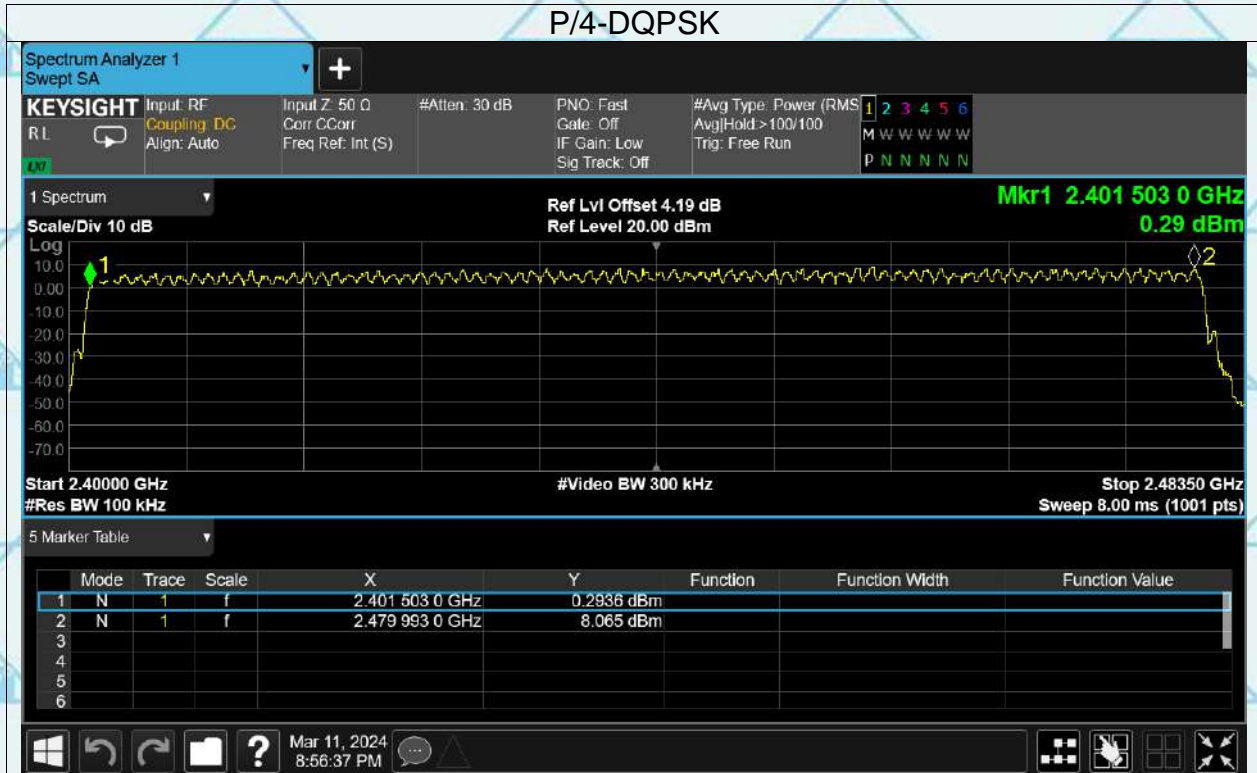 P/4-DQPSK
Spectrum Analyzer 1
Swept SA
+
KEYSIGHT
RL
LXI
Input: RF
Coupling: DC
Align: Auto
Input Z: 50 Ω
Corr CCorr
Freq Ref: Int (S)
#Atten: 30 dB
PNO: Fast
Gate: Off
IF Gain: Low
Sig Track: Off
#Avg Type: Power (RMS
Avg|Hold:>100/100
Trig: Free Run
1 2 3 4 5 6
M W W W W W
P N N N N N
1 Spectrum
Scale/Div 10 dB
Ref Lvl Offset 4.19 dB
Ref Level 20.00 dBm
Mkr1 2.401 503 0 GHz
0.29 dBm
Log
10.0
0.00
-10.0
-20.0
-30.0
-40.0
-50.0
-60.0
-70.0
1
2
Start 2.40000 GHz
#Res BW 100 kHz
#Video BW 300 kHz
Stop 2.48350 GHz
Sweep 8.00 ms (1001 pts)
5 Marker Table
Mode Trace Scale X Y Function Function Width Function Value
1 N 1 f 2.401 503 0 GHz 0.2936 dBm
2 N 1 f 2.479 993 0 GHz 8.065 dBm
3
4
5
6
?
Mar 11, 2024
8:56:37 PM